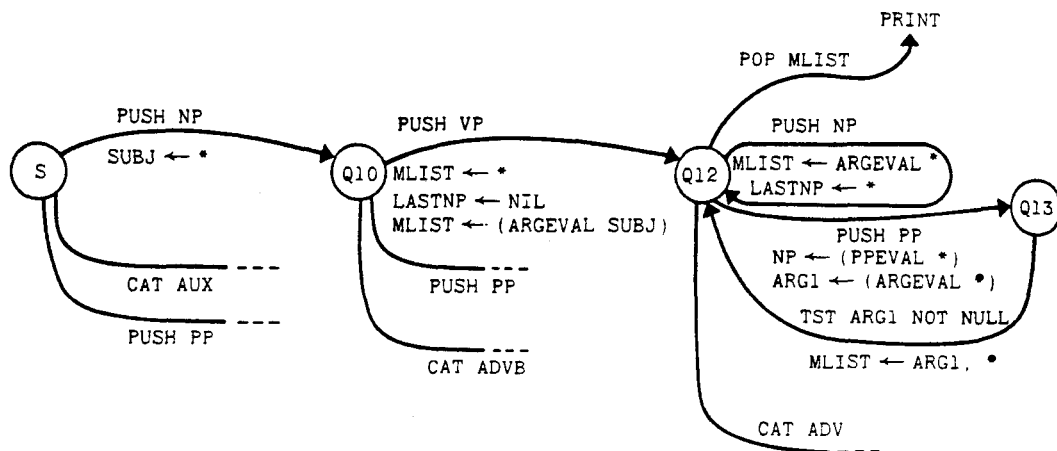 PRINT
POP MLIST
PUSH NP
SUBJ ← *
S
CAT AUX
PUSH PP
PUSH VP
Q10
MLIST ← *
LASTNP ← NIL
MLIST ← (ARGEVAL SUBJ)
PUSH PP
CAT ADVB
PUSH NP
Q12
MLIST ← ARGEVAL *
LASTNP ← *
Q13
PUSH PP
NP ← (PPEVAL *)
ARG1 ← (ARGEVAL •)
TST ARG1 NOT NULL
MLIST ← ARG1, •
CAT ADV